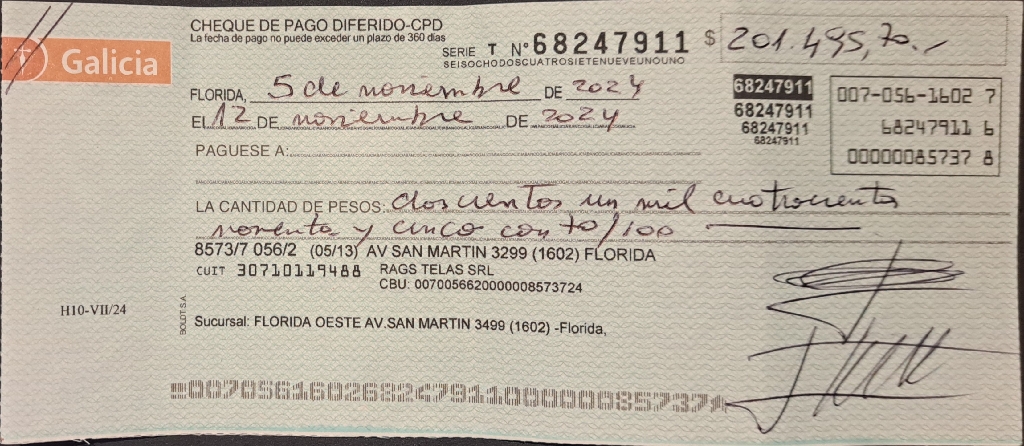 Galicia
CHEQUE DE PAGO DIFERIDO-CPD
La fecha de pago no puede exceder un plazo de 360 días
SERIE T Nº 68247911 $ 201.495,70.-
SEISOCHODOSCUATROSIETENUEVEUNOUNO
FLORIDA, 5 de noviembre DE 2024
EL 12 DE noviembre DE 2024
68247911
68247911
68247911
68247911
007-056-1602 7
68247911 6
00000085737 8
PAGUESE A:
LA CANTIDAD DE PESOS: doscientos un mil cuatrocientos
noventa y cinco con 70/100
8573/7 056/2 (05/13) AV SAN MARTIN 3299 (1602) FLORIDA
CUIT 30710119488 RAGS TELAS SRL
CBU: 0070056620000008573724
H10-VII/24
BOLDT S.A.
Sucursal: FLORIDA OESTE AV.SAN MARTIN 3499 (1602) -Florida,
00705616026824791100000085737